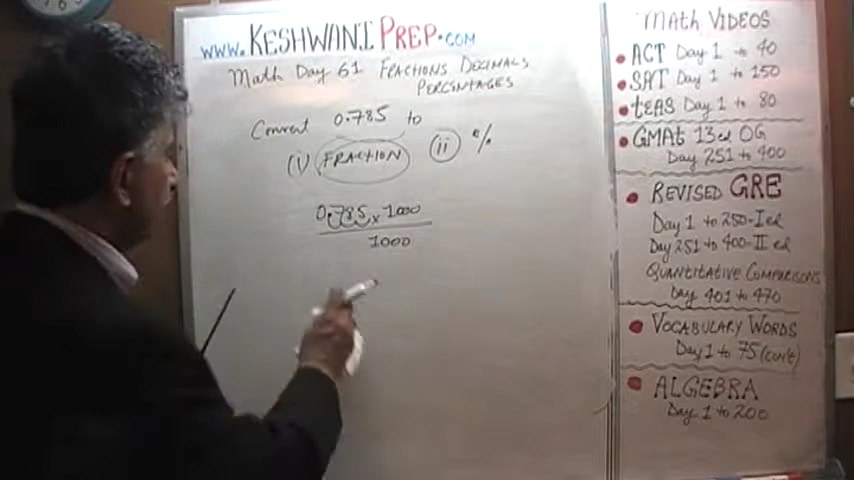 www.KESHWANIPREP.COM
Math Day 61 FRACTIONS DECIMALS
PERCENTAGES
Convert 0.785 to
(i) FRACTION (ii) %
0.785 x 1000
1000
Math VIDEOS
ACT Day 1 to 40
SAT Day 1 to 150
tEAS Day 1 to 80
GMAt 13ed OG
Day 251 to 400
REVISED GRE
Day 1 to 250-I ed
Day 251 to 400-II ed
QUANTITATIVE COMPARISONS
Day 401 to 470
VOCABULARY WORDS
Day 1 to 75
ALGEBRA
Day 1 to 200